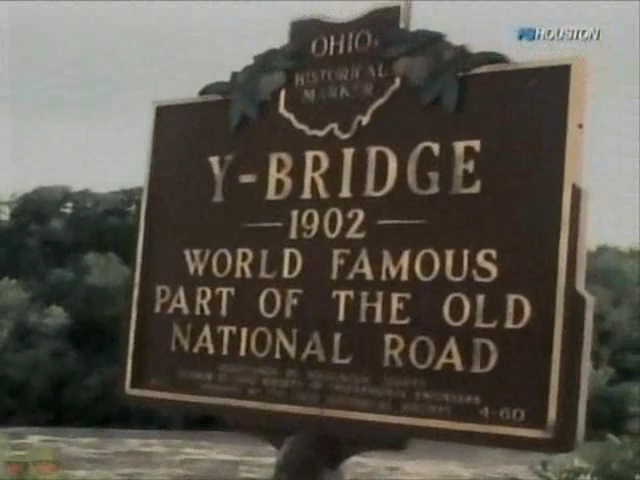 HOUSTON
OHIO
HISTORICAL
MARKER
Y-BRIDGE
1902
WORLD FAMOUS
PART OF THE OLD
NATIONAL ROAD
4-60